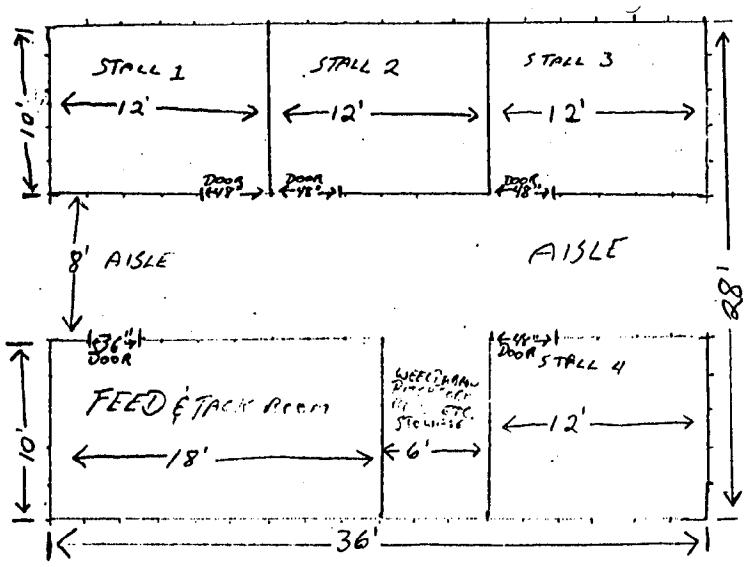 STALL 1
STALL 2
STALL 3
12'
12'
12'
10'
DOOR
48"
DOOR
48"
DOOR
48"
8' AISLE
AISLE
28'
36"
DOOR
48"
DOOR
STALL 4
FEED & TACK ROOM
ETC.
10'
18'
6'
12'
36'